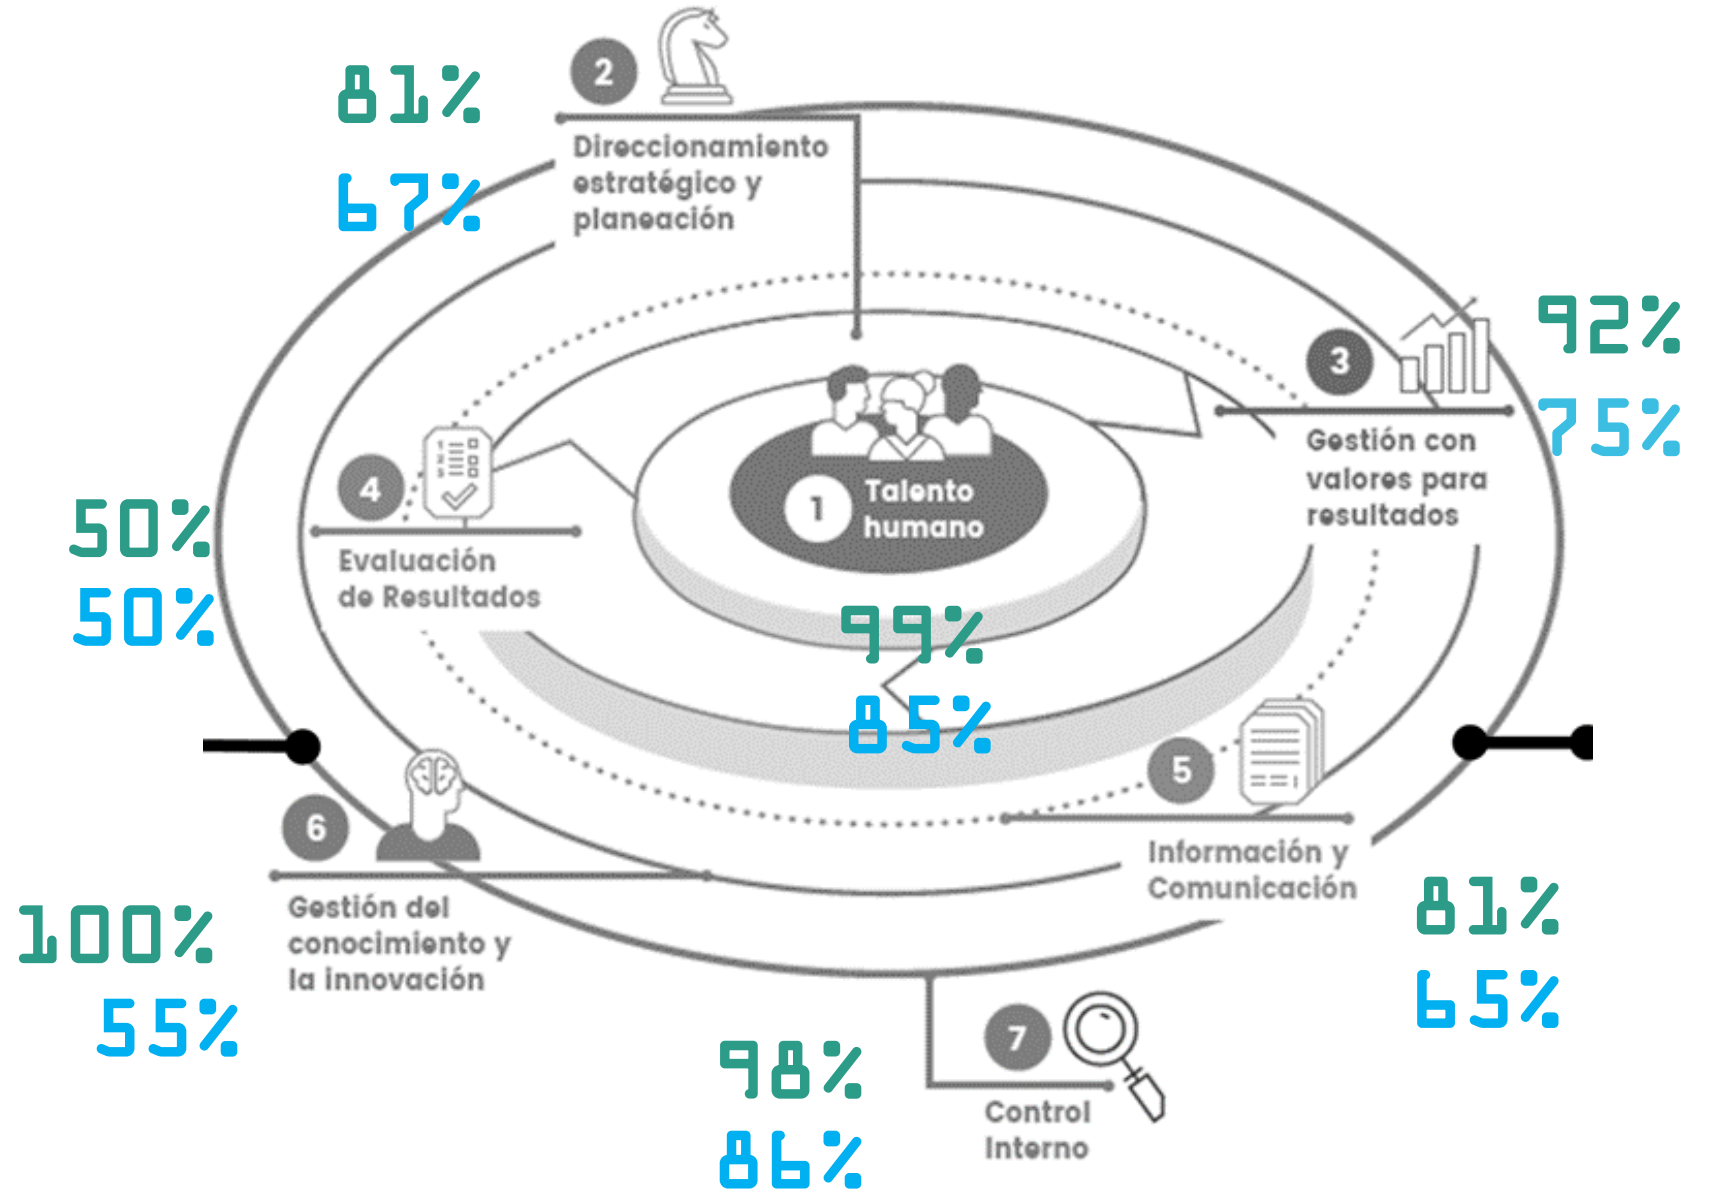 2
81%
Direccionamiento
estratégico y
planeación
67%
3
92%
75%
Gestión con
valores para
resultados
4
50%
50%
Evaluación
de Resultados
1
Talento
humano
99%
85%
5
Información y
Comunicación
81%
65%
6
Gestión del
conocimiento y
la innovación
100%
55%
7
98%
86%
Control
Interno